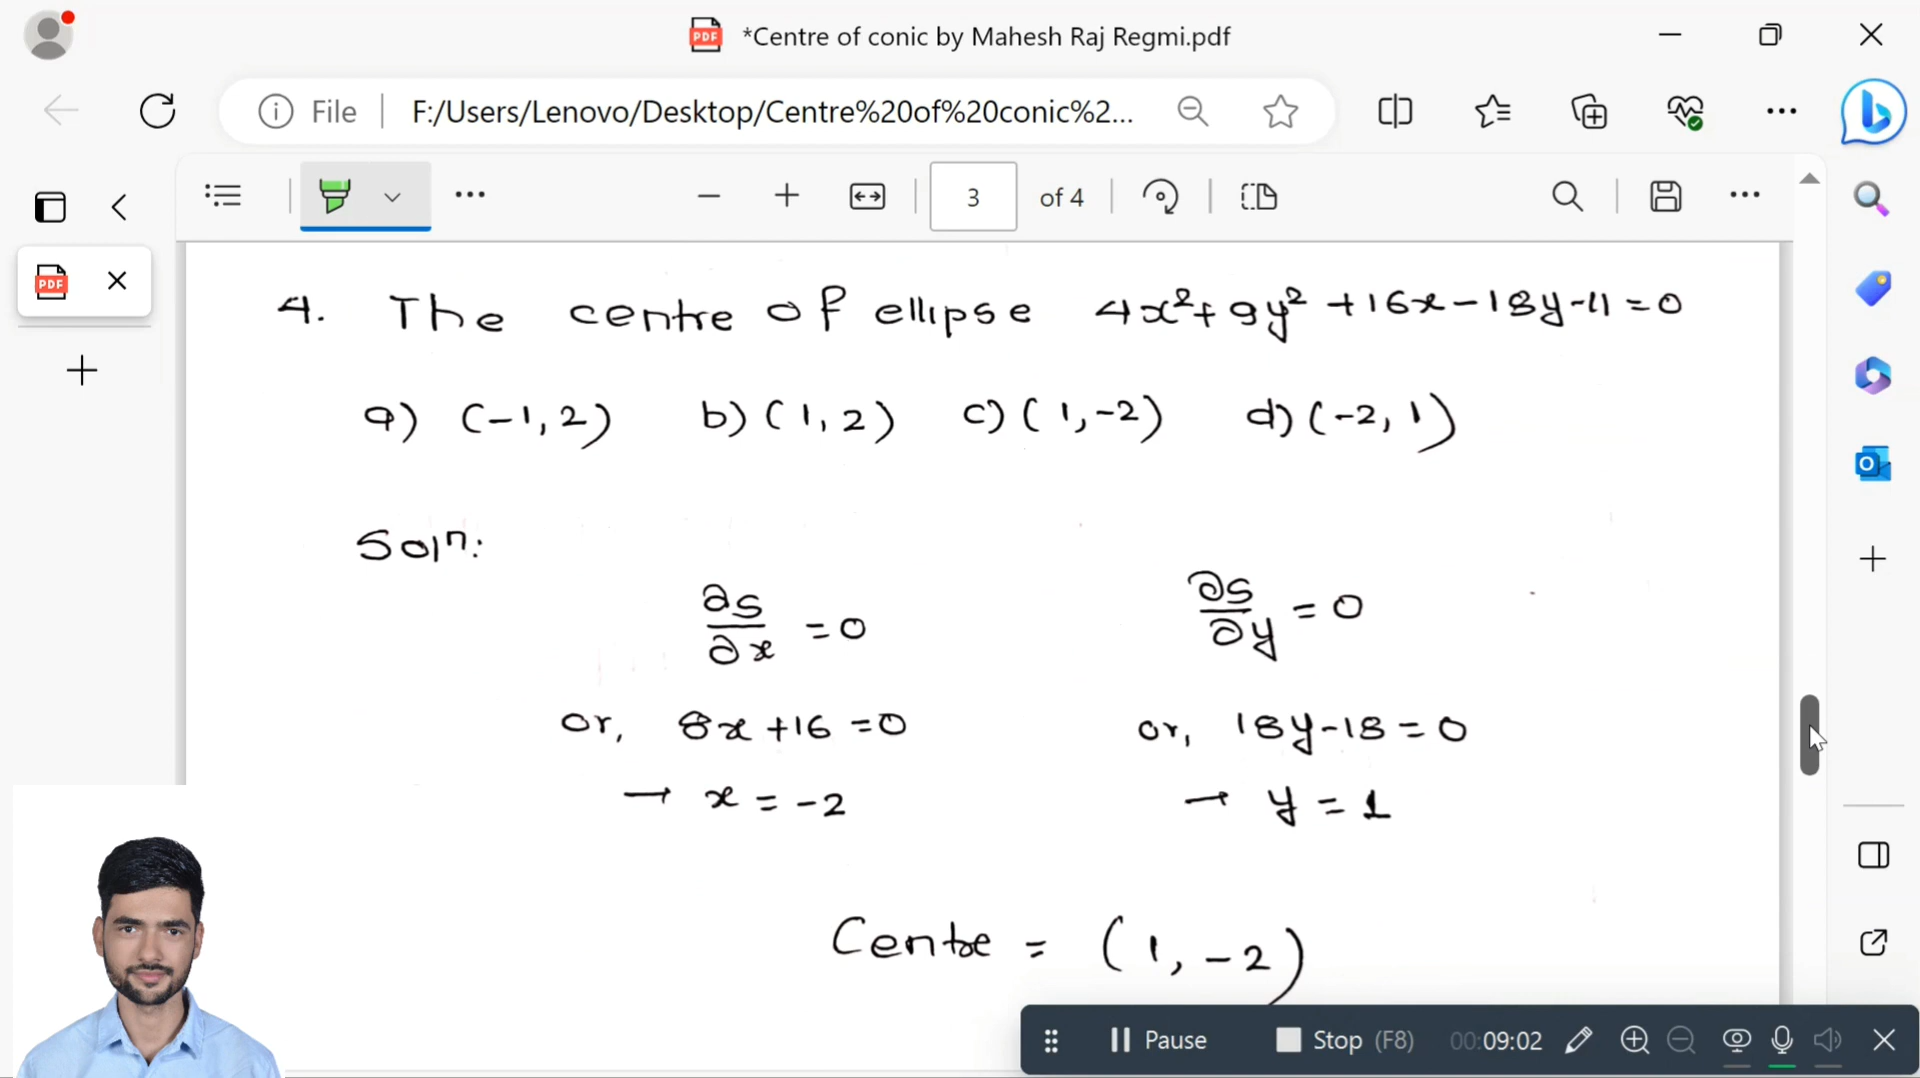 *Centre of conic by Mahesh Raj Regmi.pdf
File F:/Users/Lenovo/Desktop/Centre%20of%20conic%2...
3 of 4
4. The centre of ellipse 4x²+9y²+16x-18y-11=0
a) (-1,2) b) (1,2) c) (1,-2) d) (-2,1)
Solⁿ:
∂s/∂x = 0 ∂s/∂y = 0
or, 8x+16=0 or, 18y-18=0
→ x = -2 → y = 1
Centre = (1,-2)
Pause Stop (F8) 00:09:02